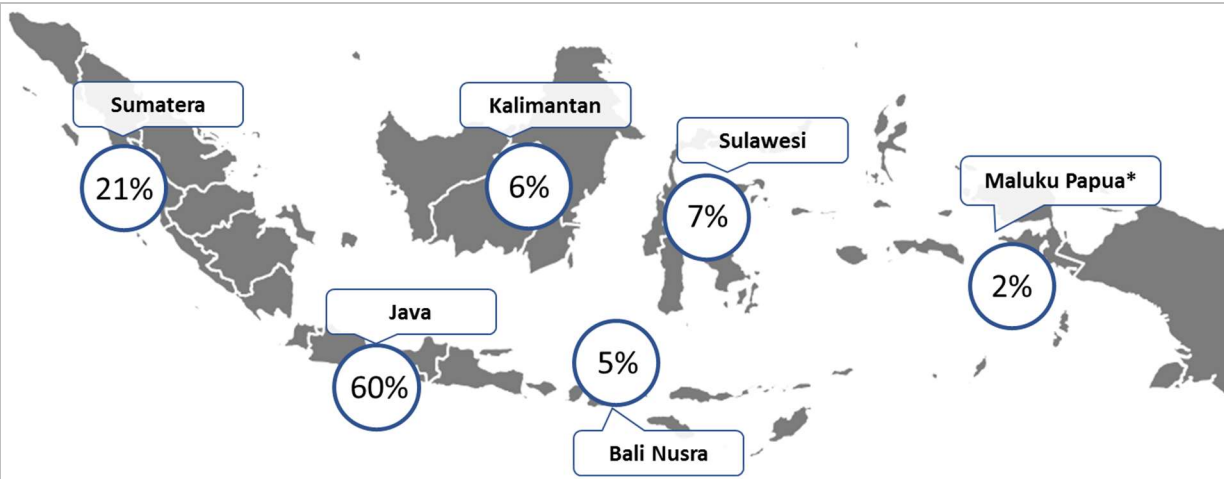 Sumatera
21%
Kalimantan
6%
Sulawesi
7%
Maluku Papua*
2%
Java
60%
5%
Bali Nusra